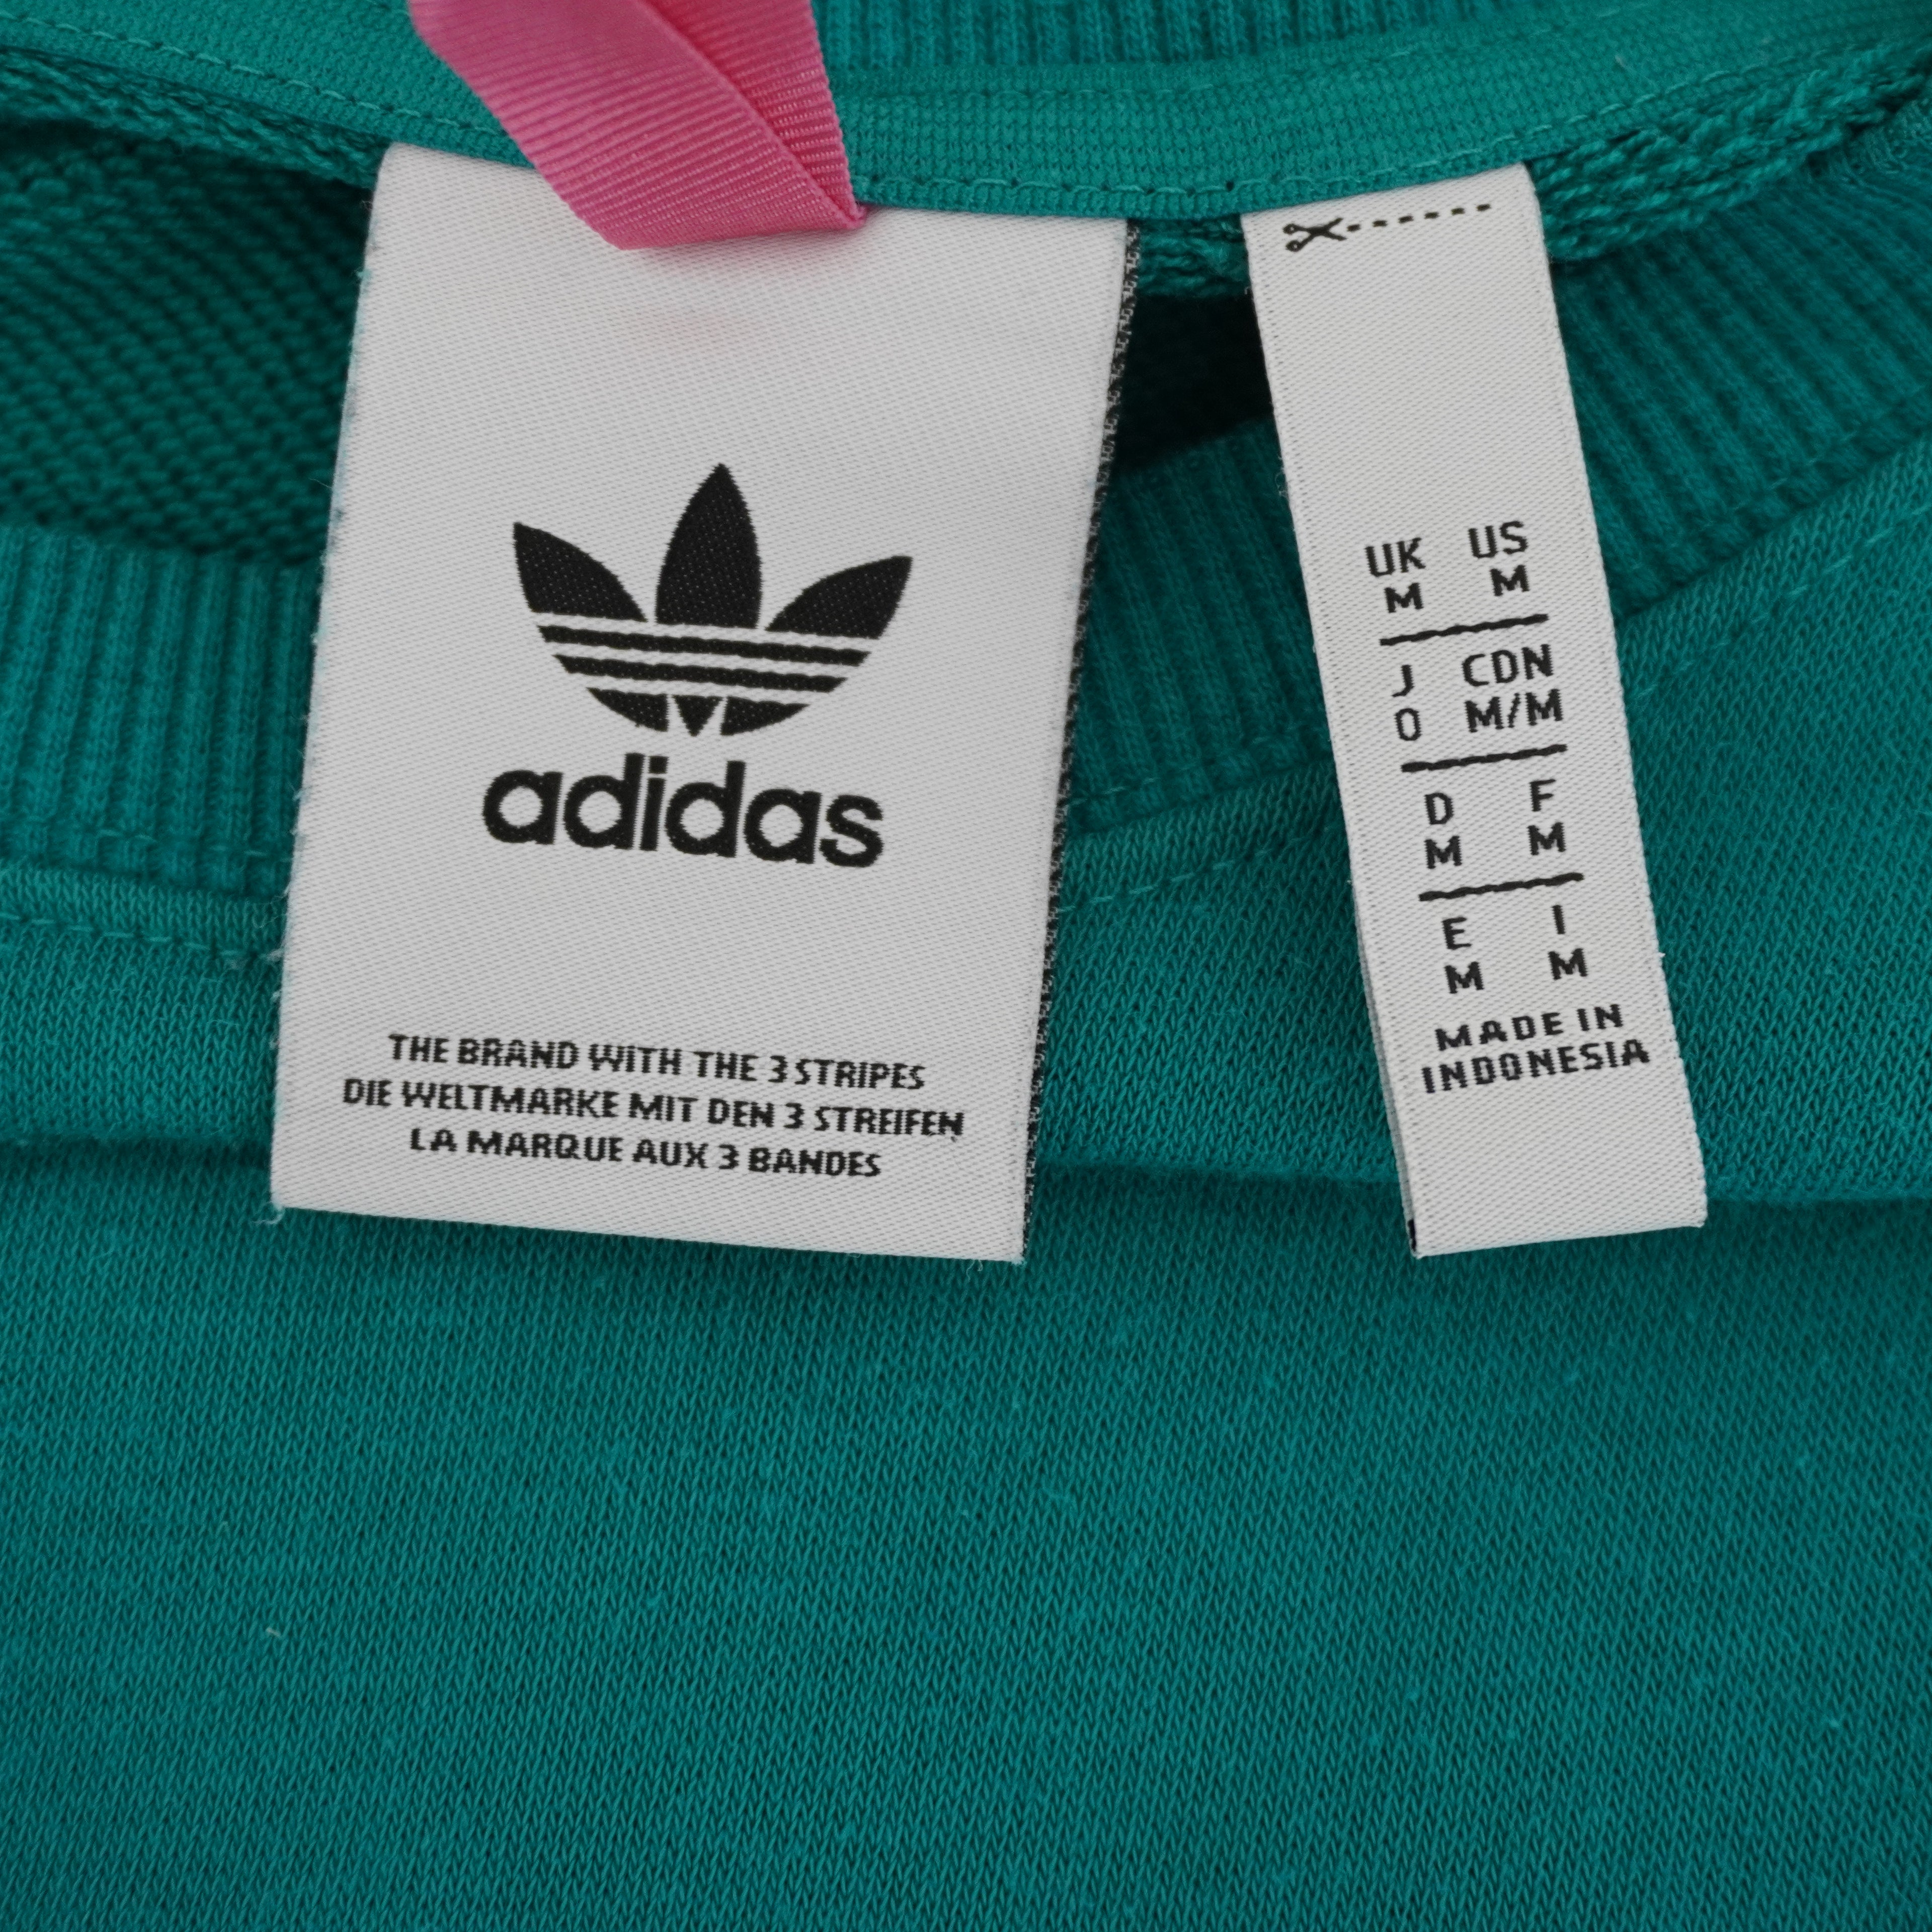 adidas
THE BRAND WITH THE 3 STRIPES
DIE WELTMARKE MIT DEN 3 STREIFEN
LA MARQUE AUX 3 BANDES
UK US
M M
J CDN
O M/M
D F
M M
E I
M M
MADE IN
INDONESIA